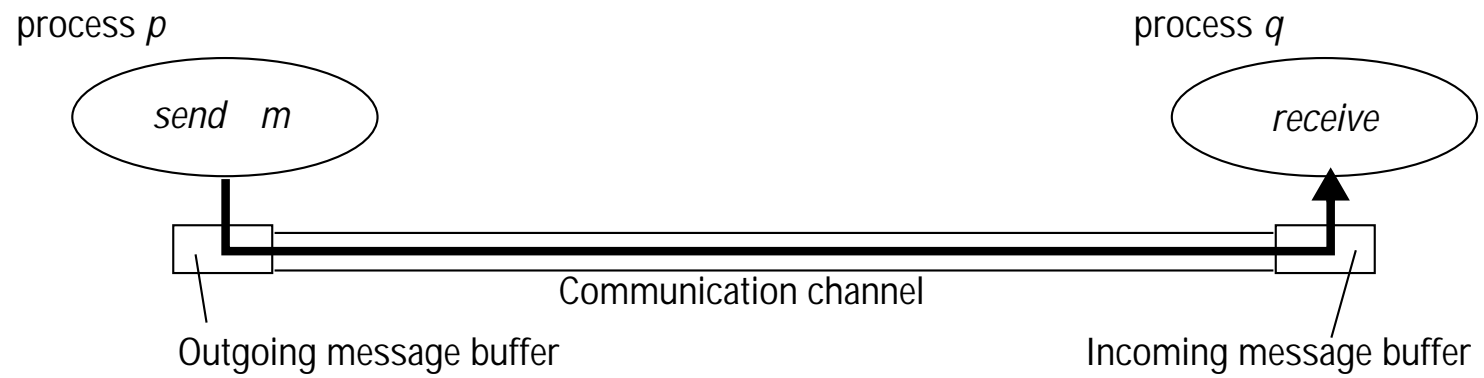 process p
process q
send m
receive
Communication channel
Outgoing message buffer
Incoming message buffer